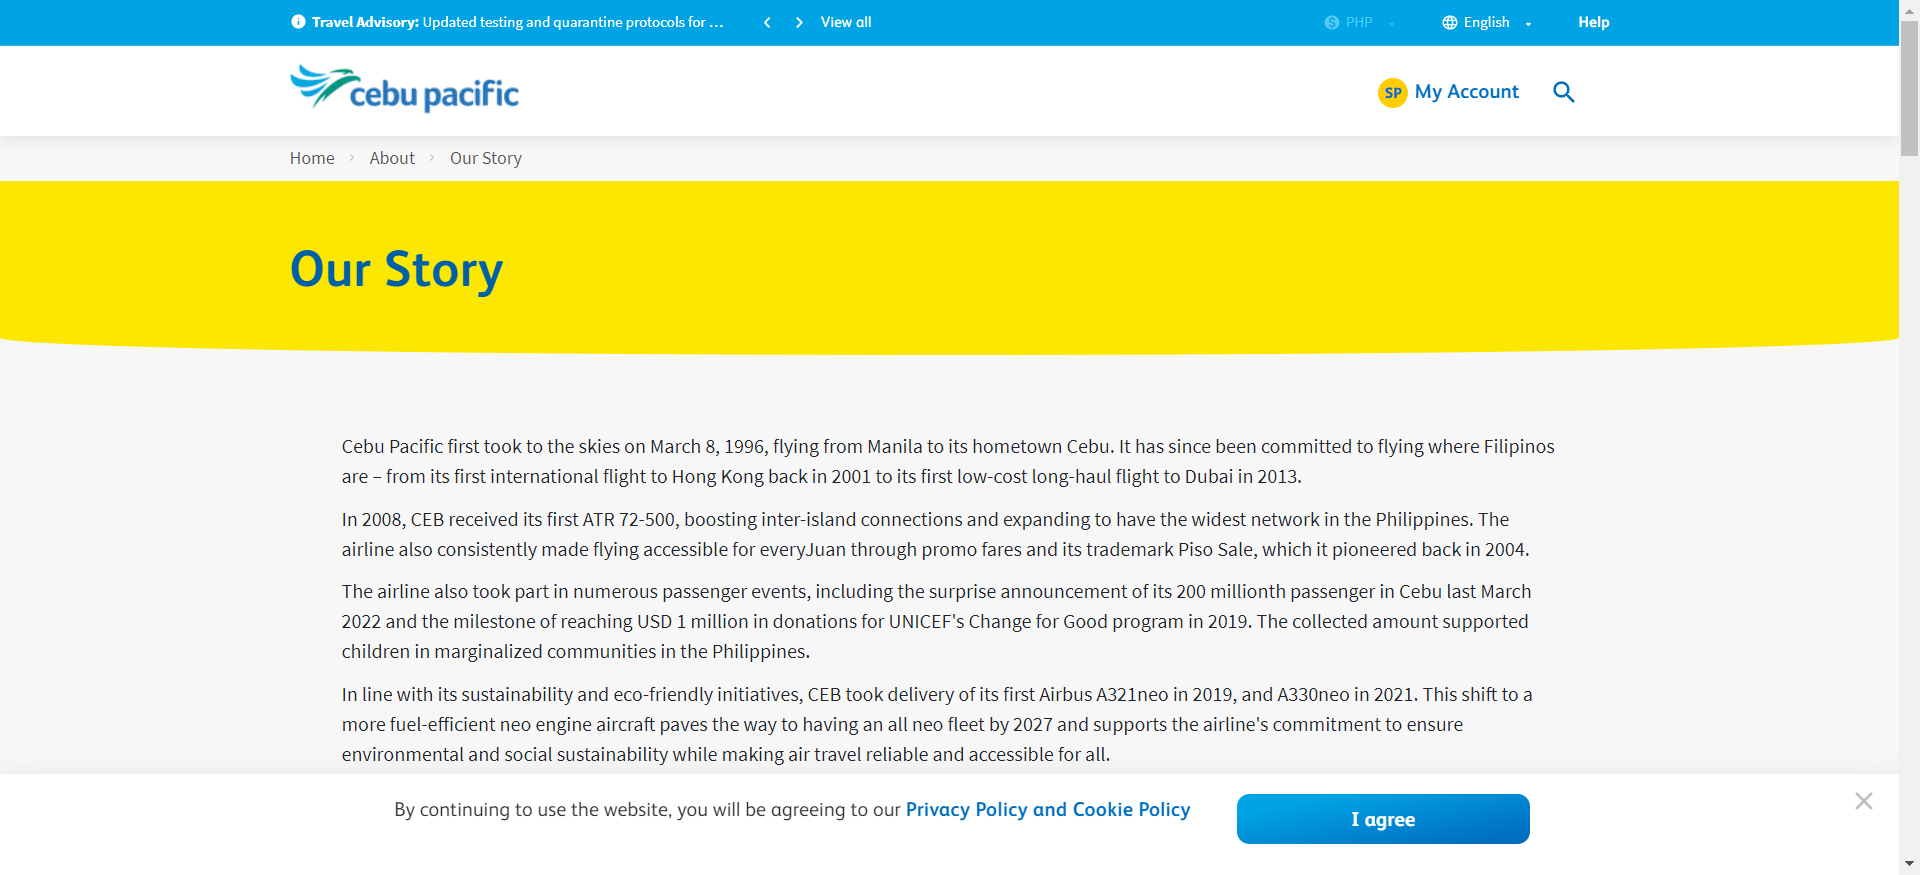 Travel Advisory: Updated testing and quarantine protocols for ...
View all
PHP
English
Help
cebu pacific
SP My Account
Home > About > Our Story
Our Story
Cebu Pacific first took to the skies on March 8, 1996, flying from Manila to its hometown Cebu. It has since been committed to flying where Filipinos
are – from its first international flight to Hong Kong back in 2001 to its first low-cost long-haul flight to Dubai in 2013.
In 2008, CEB received its first ATR 72-500, boosting inter-island connections and expanding to have the widest network in the Philippines. The
airline also consistently made flying accessible for everyJuan through promo fares and its trademark Piso Sale, which it pioneered back in 2004.
The airline also took part in numerous passenger events, including the surprise announcement of its 200 millionth passenger in Cebu last March
2022 and the milestone of reaching USD 1 million in donations for UNICEF's Change for Good program in 2019. The collected amount supported
children in marginalized communities in the Philippines.
In line with its sustainability and eco-friendly initiatives, CEB took delivery of its first Airbus A321neo in 2019, and A330neo in 2021. This shift to a
more fuel-efficient neo engine aircraft paves the way to having an all neo fleet by 2027 and supports the airline's commitment to ensure
environmental and social sustainability while making air travel reliable and accessible for all.
By continuing to use the website, you will be agreeing to our Privacy Policy and Cookie Policy
I agree